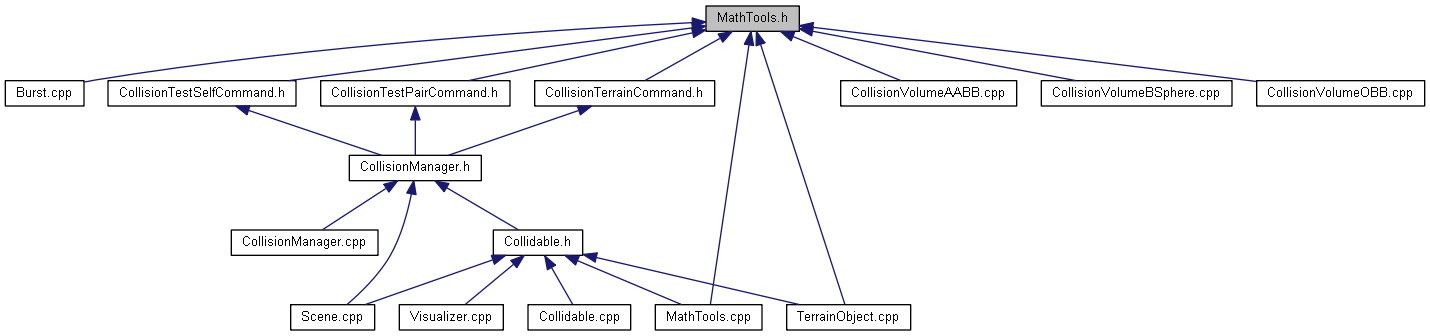 MathTools.h
Burst.cpp
CollisionTestSelfCommand.h
CollisionTestPairCommand.h
CollisionTerrainCommand.h
CollisionVolumeAABB.cpp
CollisionVolumeBSphere.cpp
CollisionVolumeOBB.cpp
CollisionManager.h
CollisionManager.cpp
Collidable.h
Scene.cpp
Visualizer.cpp
Collidable.cpp
MathTools.cpp
TerrainObject.cpp